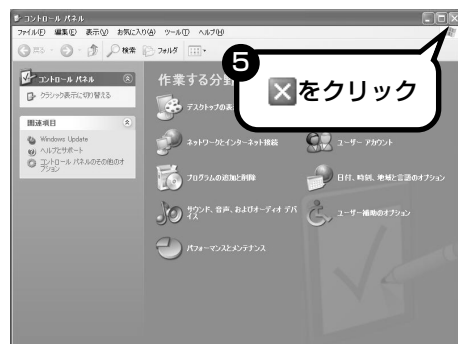 コントロール パネル
ファイル(F) 編集(E) 表示(V) お気に入り(A) ツール(T) ヘルプ(H)
戻る 検索 フォルダ
5
×をクリック
コントロール パネル
クラシック表示に切り替える
関連項目
Windows Update
ヘルプとサポート
コントロール パネルのその他のオプション
作業する分野
デスクトップの表
ネットワークとインターネット接続
ユーザー アカウント
プログラムの追加と削除
日付、時刻、地域と言語のオプション
サウンド、音声、およびオーディオ デバイス
ユーザー補助のオプション
パフォーマンスとメンテナンス